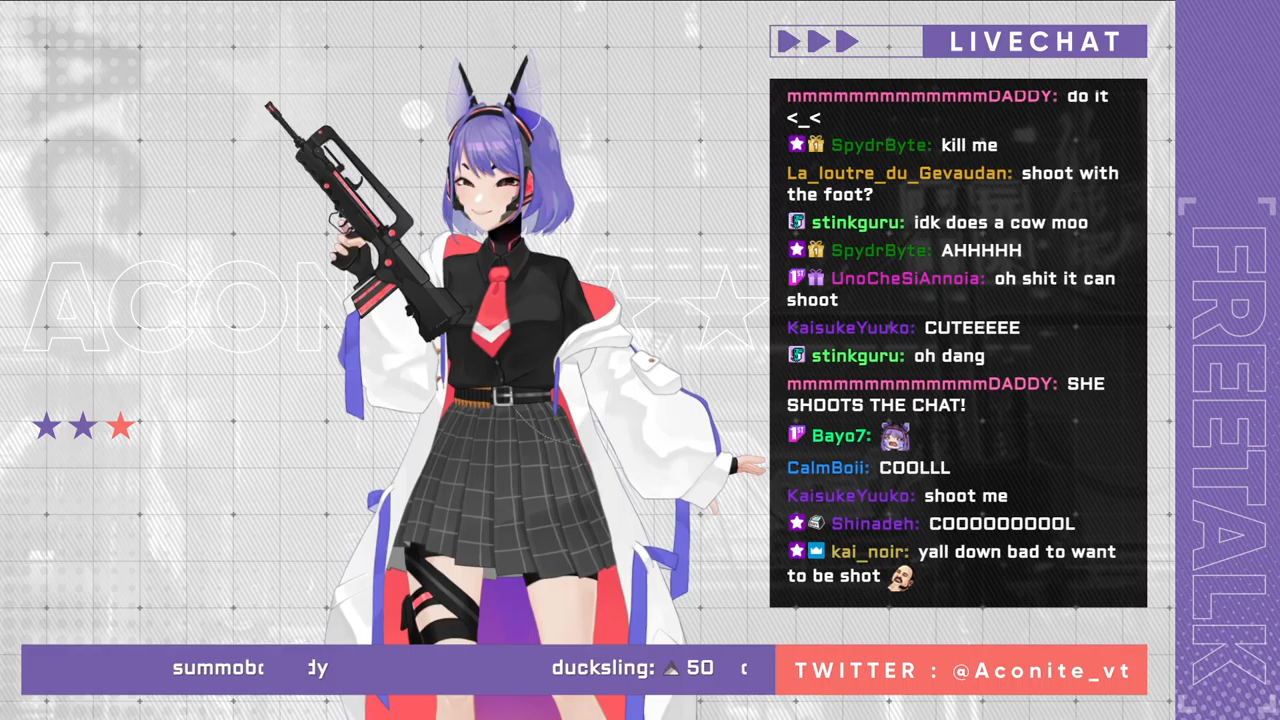 LIVECHAT
mmmmmmmmmmmmmDADDY: do it
<_<
SpydrByte: kill me
La_loutre_du_Gevaudan: shoot with
the foot?
stinkguru: idk does a cow moo
SpydrByte: AHHHHH
UnoCheSiAnnoia: oh shit it can
shoot
KaisukeYuuko: CUTEEEEE
stinkguru: oh dang
mmmmmmmmmmmmmDADDY: SHE
SHOOTS THE CHAT!
Bayo7:
CalmBoii: COOLLL
KaisukeYuuko: shoot me
Shinadeh: COOOOOOOOOL
kai_noir: yall down bad to want
to be shot
[FREETALK]
ducksling: 50
TWITTER : @Aconite_vt